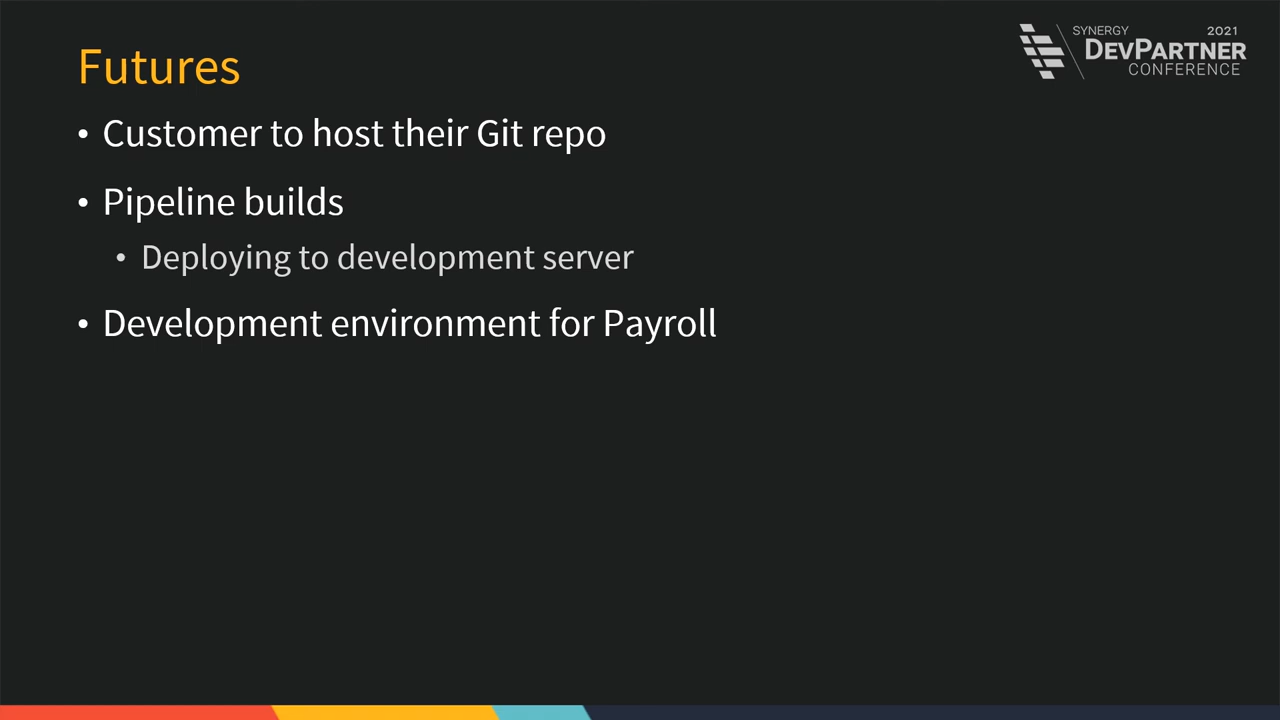 Futures
SYNERGY 2021
DEVPARTNER
CONFERENCE
• Customer to host their Git repo
• Pipeline builds
• Deploying to development server
• Development environment for Payroll